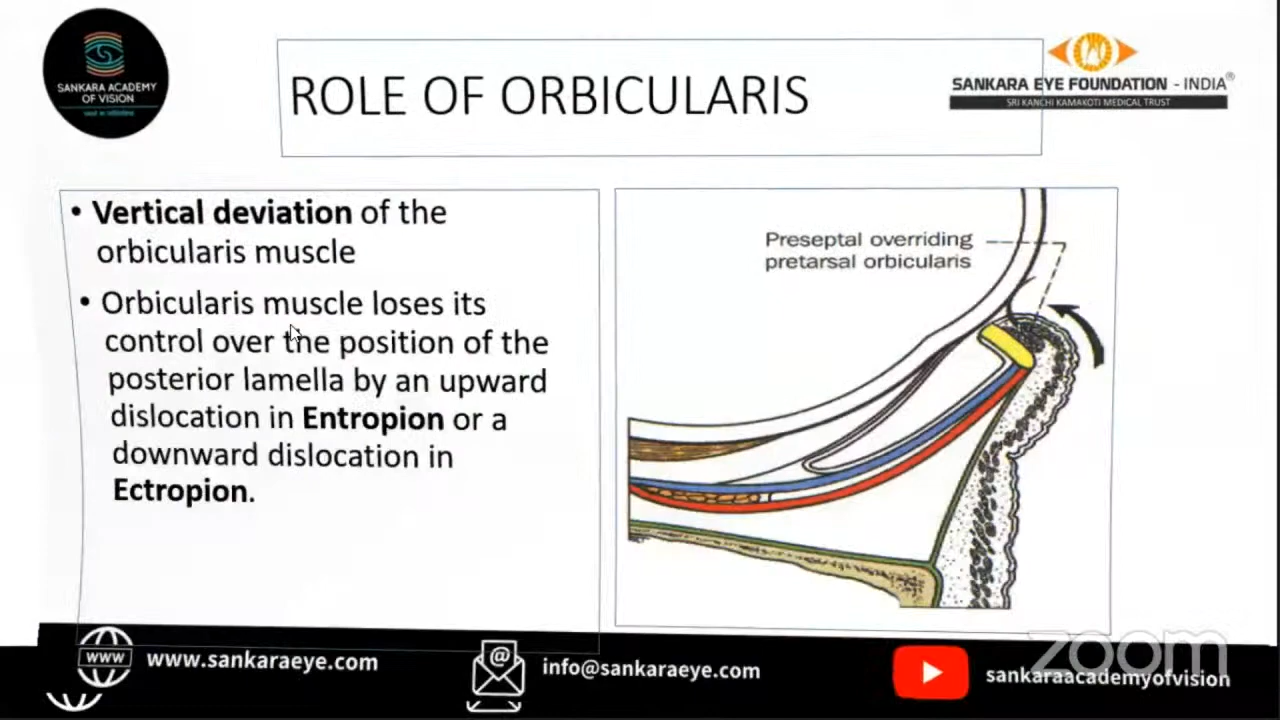 SANKARA ACADEMY
OF VISION
ROLE OF ORBICULARIS
SANKARA EYE FOUNDATION - INDIA®
SRI KANCHI KAMAKOTI MEDICAL TRUST
• Vertical deviation of the
orbicularis muscle
• Orbicularis muscle loses its
control over the position of the
posterior lamella by an upward
dislocation in Entropion or a
downward dislocation in
Ectropion.
Preseptal overriding
pretarsal orbicularis
www
www.sankaraeye.com
@
info@sankaraeye.com
sankaraacademyofvision
zoom